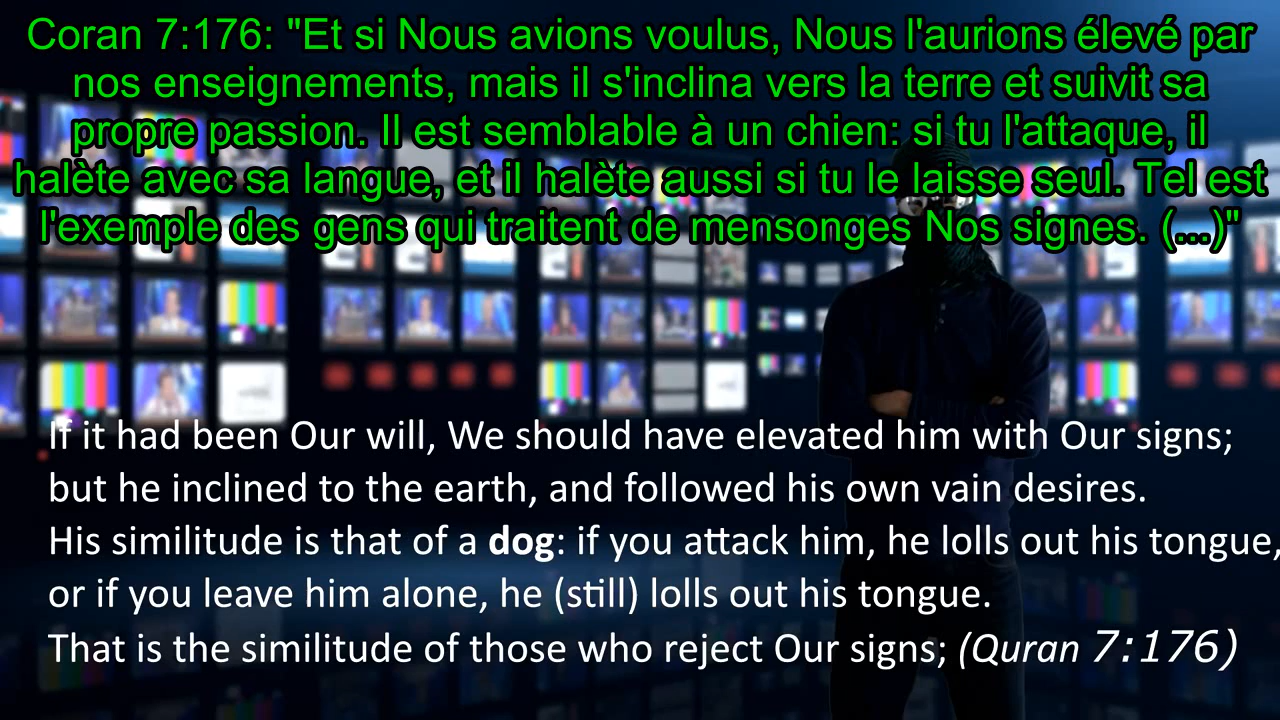 Coran 7:176: "Et si Nous avions voulus, Nous l'aurions élevé par
nos enseignements, mais il s'inclina vers la terre et suivit sa
propre passion. Il est semblable à un chien: si tu l'attaque, il
halète avec sa langue, et il halète aussi si tu le laisse seul. Tel est
l'exemple des gens qui traitent de mensonges Nos signes. (...)"
If it had been Our will, We should have elevated him with Our signs;
but he inclined to the earth, and followed his own vain desires.
His similitude is that of a dog: if you attack him, he lolls out his tongue,
or if you leave him alone, he (still) lolls out his tongue.
That is the similitude of those who reject Our signs; (Quran 7:176)